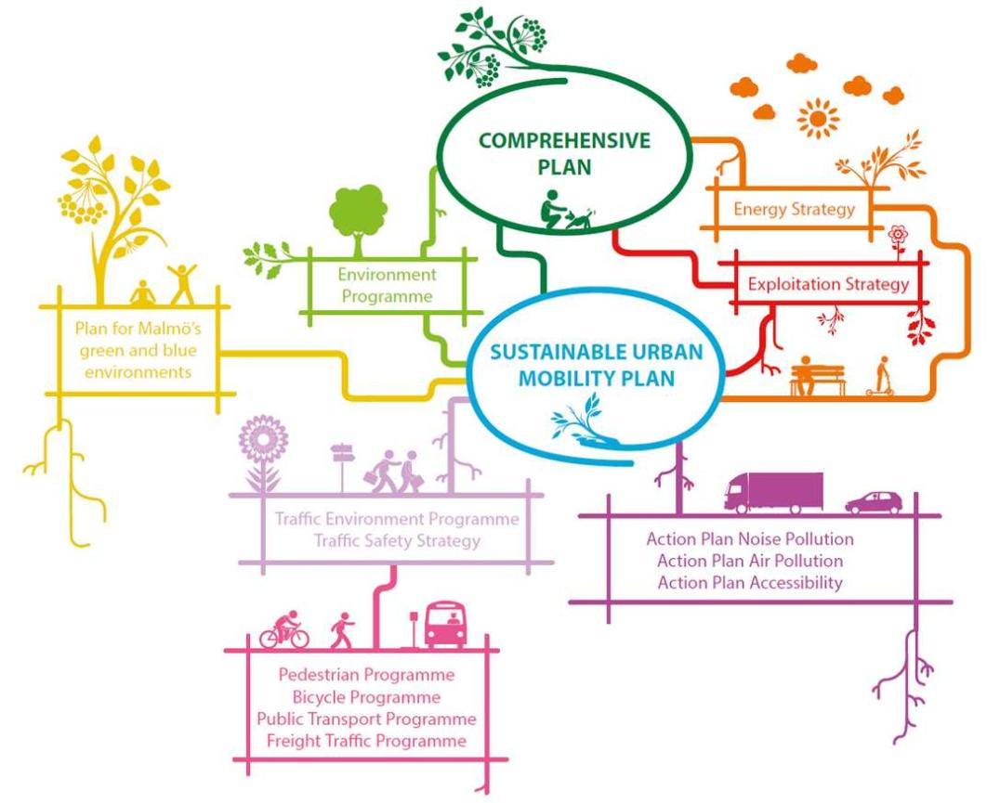 COMPREHENSIVE
PLAN
Energy Strategy
Environment
Programme
Exploitation Strategy
Plan for Malmö's
green and blue
environments
SUSTAINABLE URBAN
MOBILITY PLAN
Traffic Environment Programme
Traffic Safety Strategy
Action Plan Noise Pollution
Action Plan Air Pollution
Action Plan Accessibility
Pedestrian Programme
Bicycle Programme
Public Transport Programme
Freight Traffic Programme